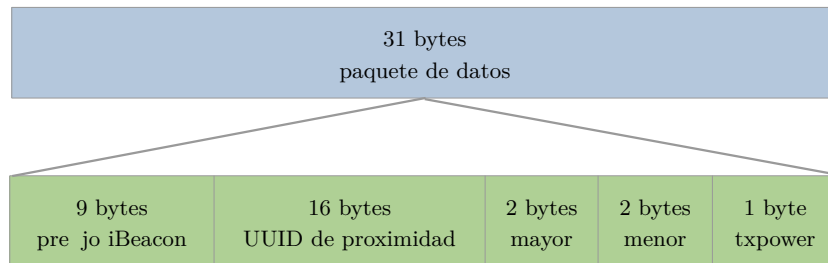 31 bytes
paquete de datos
9 bytes
pre jo iBeacon
16 bytes
UUID de proximidad
2 bytes
mayor
2 bytes
menor
1 byte
txpower